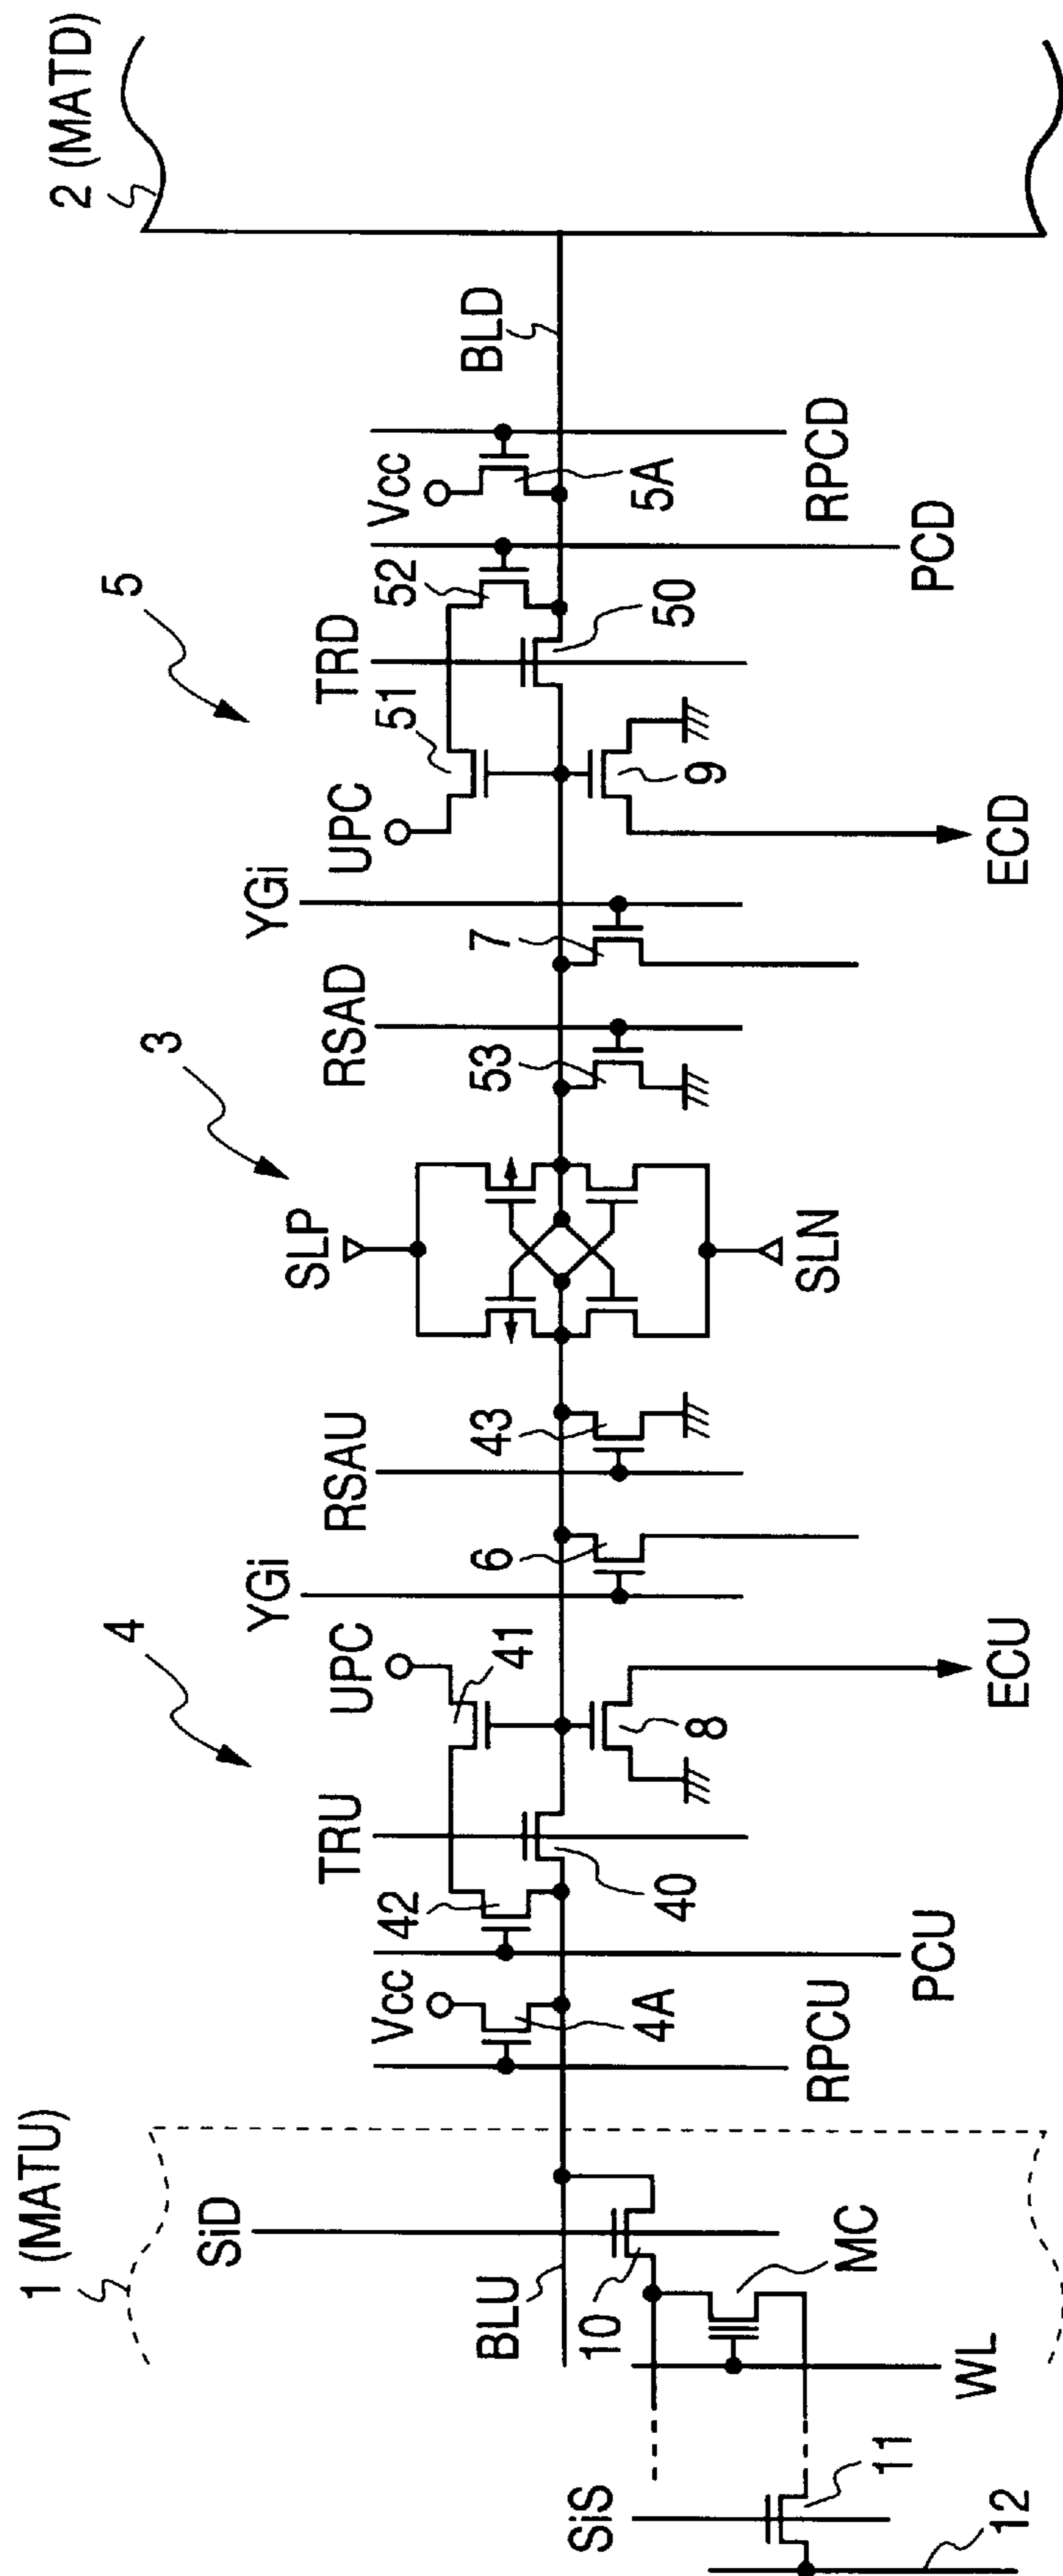 1 (MATU)
2 (MATD)
4
3
5
SiD
YGi
YGi
UPC
RSAU
SLP
RSAD
UPC
TRU
TRD
41
51
Vcc
42
52
Vcc
BLU
BLD
6
43
53
7
10
SiS
4A
40
8
9
50
5A
MC
RPCU
SLN
RPCD
11
PCU
PCD
WL
12
ECU
ECD